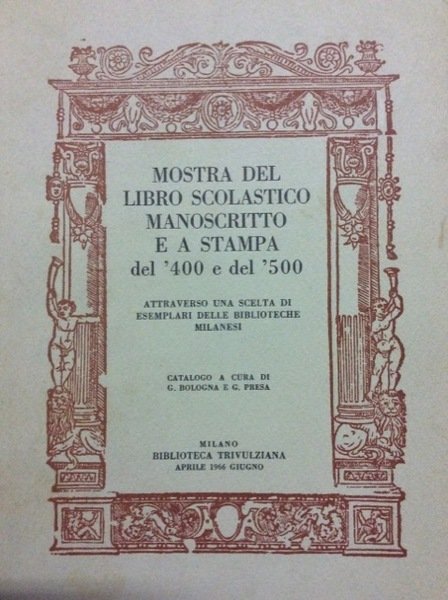 MOSTRA DEL
LIBRO SCOLASTICO
MANOSCRITTO
E A STAMPA
del '400 e del '500
ATTRAVERSO UNA SCELTA DI
ESEMPLARI DELLE BIBLIOTECHE
MILANESI
CATALOGO A CURA DI
G. BOLOGNA E G. PRESA
MILANO
BIBLIOTECA TRIVULZIANA
APRILE 1966 GIUGNO